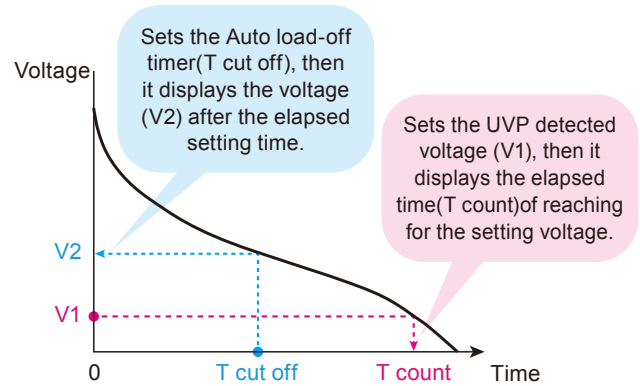 Sets the Auto load-off
timer(T cut off), then
it displays the voltage
(V2) after the elapsed
setting time.
Voltage
Sets the UVP detected
voltage (V1), then it
displays the elapsed
time(T count)of reaching
for the setting voltage.
V2
V1
0
T cut off
T count
Time